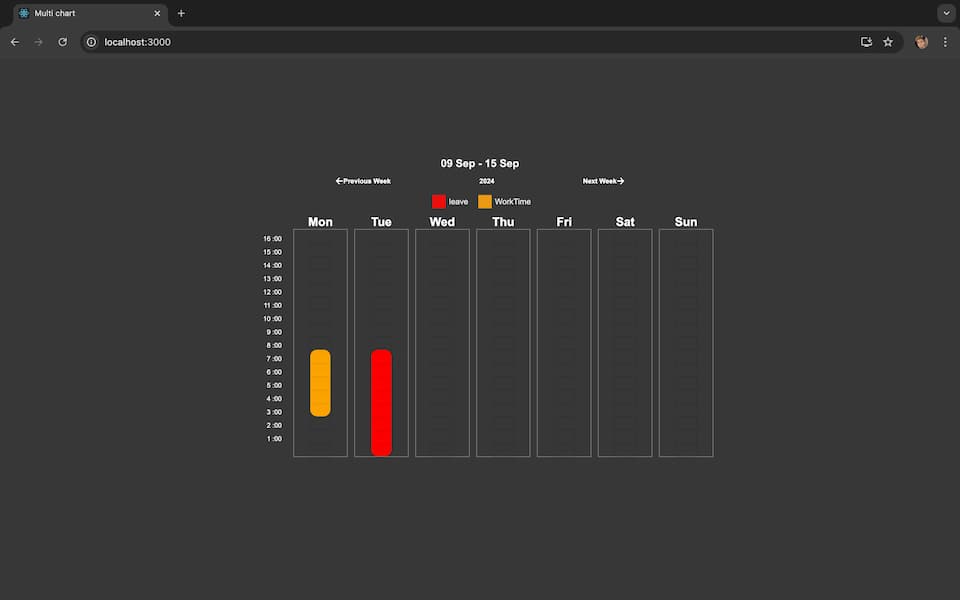 Multi chart
localhost:3000
09 Sep - 15 Sep
Previous Week 2024 Next Week
leave WorkTime
Mon Tue Wed Thu Fri Sat Sun
16 :00
15 :00
14 :00
13 :00
12 :00
11 :00
10 :00
9 :00
8 :00
7 :00
6 :00
5 :00
4 :00
3 :00
2 :00
1 :00